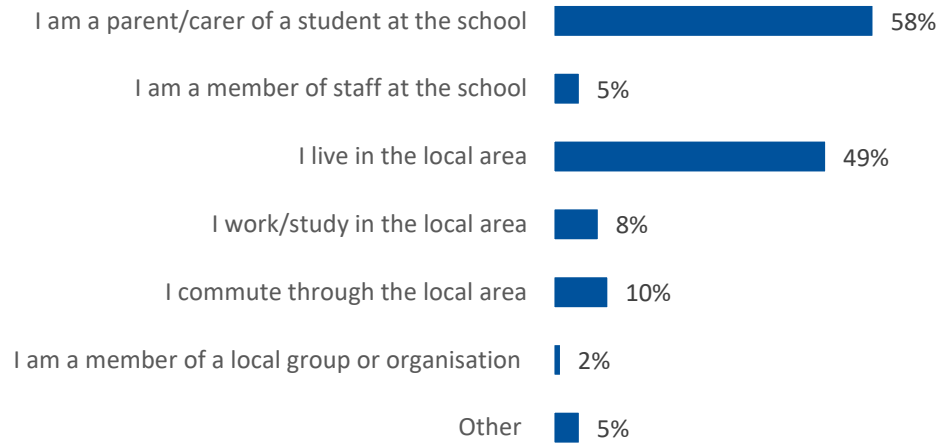 I am a parent/carer of a student at the school 58%
I am a member of staff at the school 5%
I live in the local area 49%
I work/study in the local area 8%
I commute through the local area 10%
I am a member of a local group or organisation 2%
Other 5%